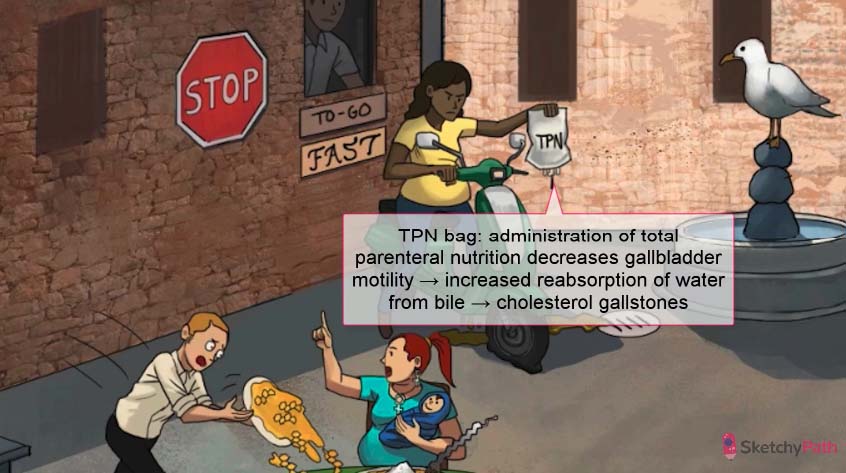 STOP
TO-GO
FAST
TPN
TPN bag: administration of total
parenteral nutrition decreases gallbladder
motility → increased reabsorption of water
from bile → cholesterol gallstones
SketchyPath